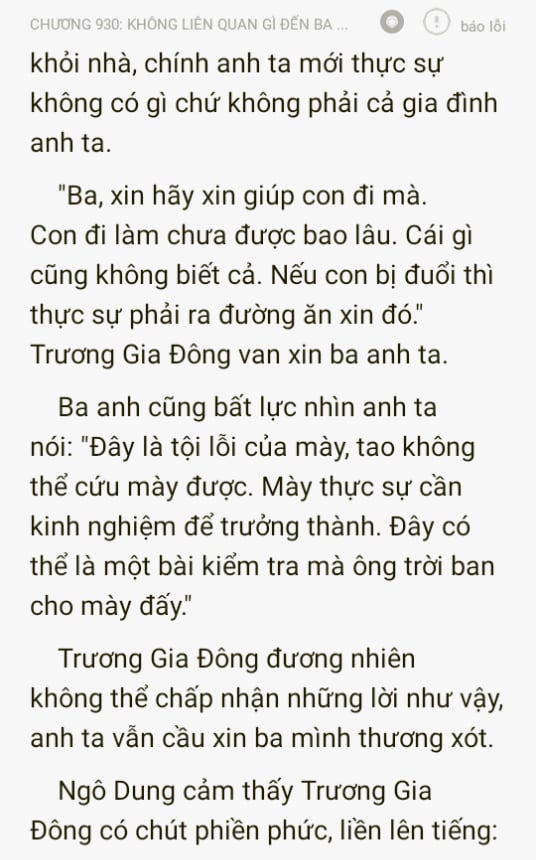 CHƯƠNG 930: KHÔNG LIÊN QUAN GÌ ĐẾN BA ...
báo lỗi
khỏi nhà, chính anh ta mới thực sự
không có gì chứ không phải cả gia đình
anh ta.
"Ba, xin hãy xin giúp con đi mà.
Con đi làm chưa được bao lâu. Cái gì
cũng không biết cả. Nếu con bị đuổi thì
thực sự phải ra đường ăn xin đó."
Trương Gia Đông van xin ba anh ta.
Ba anh cũng bất lực nhìn anh ta
nói: "Đây là tội lỗi của mày, tao không
thể cứu mày được. Mày thực sự cần
kinh nghiệm để trưởng thành. Đây có
thể là một bài kiểm tra mà ông trời ban
cho mày đấy."
Trương Gia Đông đương nhiên
không thể chấp nhận những lời như vậy,
anh ta vẫn cầu xin ba mình thương xót.
Ngô Dung cảm thấy Trương Gia
Đông có chút phiền phức, liền lên tiếng: